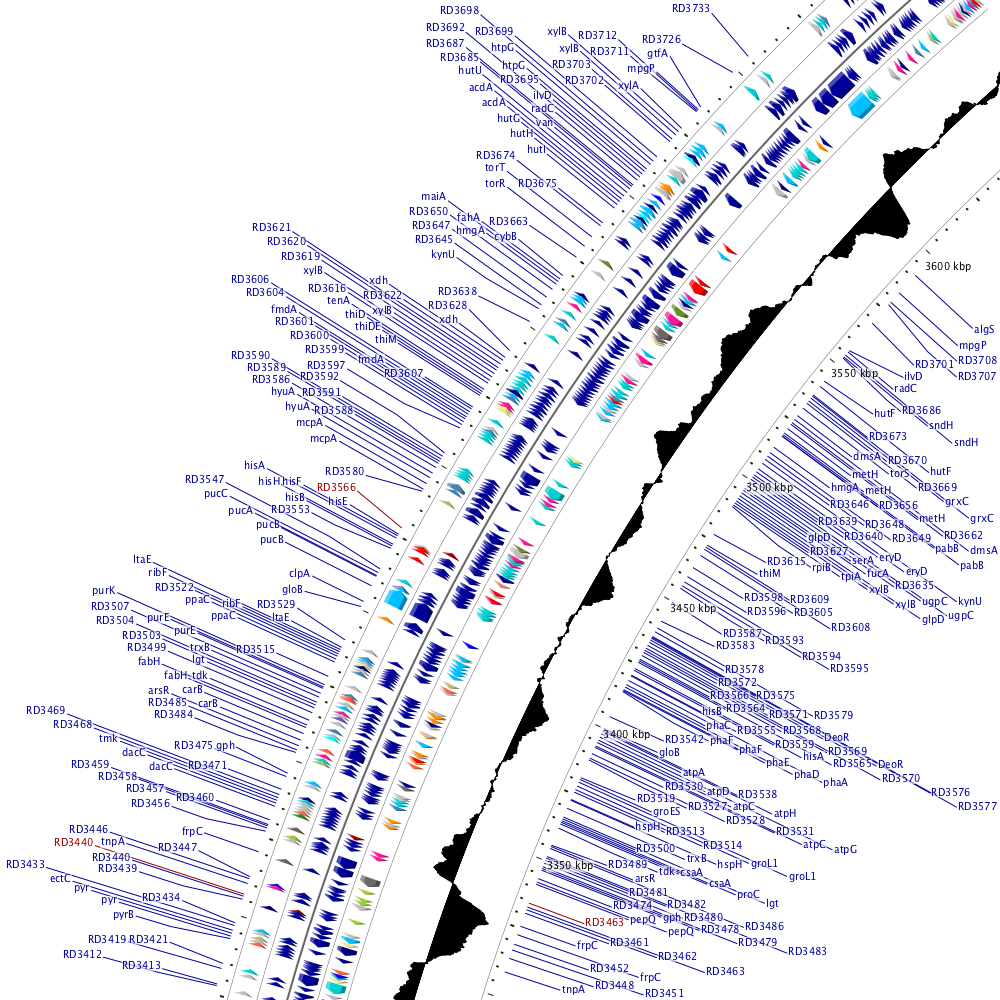 RD3698
RD3692
RD3699
RD3687
htpG
RD3685
hutU
htpG
acdA
RD3695
acdA
ilvD
radC
hutG
van
hutH
hutI
xylB
RD3712
xylB
RD3711
RD3703
RD3702
RD3733
RD3726
gtfA
mpgP
xylA
RD3674
torT
torR
RD3675
maiA
RD3650
fahA
RD3663
RD3647
hmgA
RD3645
cybB
kynU
RD3621
RD3620
RD3619
xylB
xdh
RD3606
RD3616
RD3622
RD3604
tenA
xylB
fmdA
thiD
RD3601
thiDE
RD3600
thiM
RD3638
RD3628
xdh
RD3599
RD3590
fmdA
RD3589
RD3597
RD3607
RD3586
RD3592
hyuA
RD3591
hyuA
RD3588
mcpA
mcpA
hisA
RD3580
RD3547
hisH
hisF
RD3566
pucC
hisB
hisE
pucA
RD3553
pucB
pucB
ltaE
clpA
ribF
gloB
purK
RD3522
ppaC
ribF
RD3529
RD3507
ppaC
ltaE
RD3504
purE
RD3503
purE
RD3499
trxB
RD3515
fabH
lgt
fabH
tdk
arsR
carB
RD3485
carB
RD3484
RD3469
RD3468
tmk
RD3475
gph
dacC
dacC
RD3471
RD3459
RD3458
RD3457
RD3460
RD3456
RD3446
frpC
RD3440
tnpA
RD3447
RD3440
RD3433
RD3439
ectC
pyr
RD3434
pyr
pyrB
RD3419
RD3421
RD3412
RD3413
3600 kbp
algS
mpgP
RD3708
RD3701
RD3707
3550 kbp
ilvD
radC
hutF
RD3686
sndH
sndH
RD3673
dmsA
RD3670
metH
torS
hutF
3500 kbp
hmgA
metH
RD3669
grxC
RD3646
RD3656
grxC
RD3639
RD3648
metH
glpD
RD3640
RD3649
RD3662
RD3627
pabB
dmsA
RD3615
rpiB
serA
eryD
pabB
thiM
tpiA
fucA
eryD
xylB
RD3635
RD3598
RD3609
xylB
ugpC
kynU
3450 kbp
RD3596
RD3605
glpD
ugpC
RD3608
RD3587
RD3593
RD3583
RD3594
RD3595
RD3578
RD3572
RD3566
RD3575
hisB
RD3564
RD3571
RD3579
phaC
RD3555
RD3568
DeoR
3400 kbp
RD3542
phaF
RD3559
RD3569
gloB
phaF
hisA
RD3565
DeoR
phaE
atpA
phaD
RD3570
phaA
RD3530
RD3576
atpD
RD3538
RD3519
RD3577
RD3527
atpC
groES
atpH
RD3528
hspH
RD3513
RD3531
RD3514
atpC
RD3500
atpG
trxB
3350 kbp
RD3489
hspH
groL1
tdk
csaA
arsR
groL1
csaA
RD3481
proC
RD3474
RD3482
lgt
RD3463
pepQ
gph
RD3480
pepQ
RD3478
RD3486
frpC
RD3461
RD3479
RD3462
RD3483
RD3452
RD3463
frpC
RD3448
tnpA
RD3451